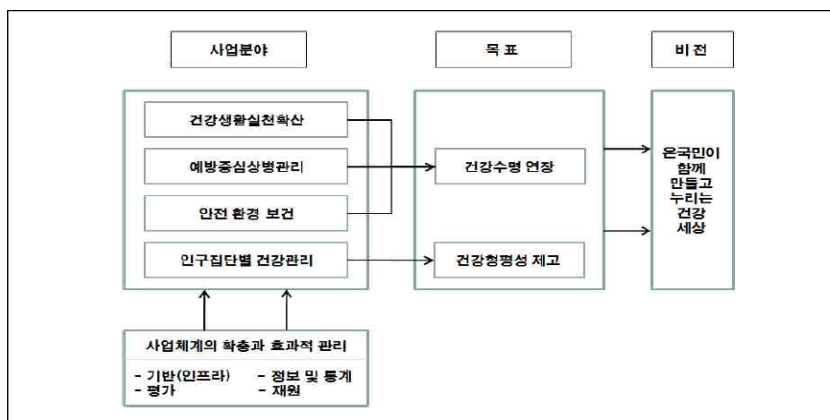 사업분야
목 표
비 전
건강생활실천확산
예방중심상병관리
안전 환경 보건
인구집단별 건강관리
건강수명 연장
건강형평성 제고
온국민이
함께
만들고
누리는
건강
세상
사업체계의 확충과 효과적 관리
- 기반(인프라)
- 정보 및 통계
- 평가
- 재원